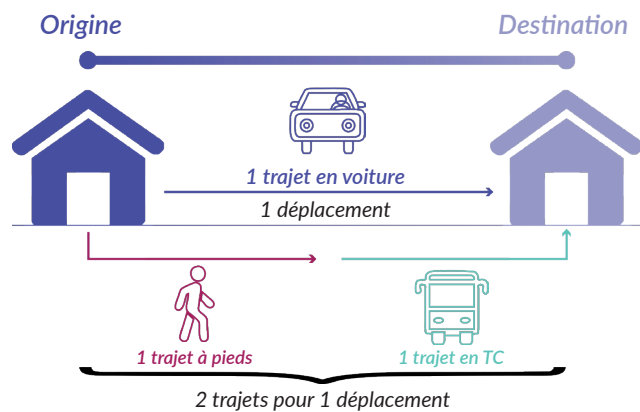 Origine
Destination
1 trajet en voiture
1 déplacement
1 trajet à pieds
1 trajet en TC
2 trajets pour 1 déplacement